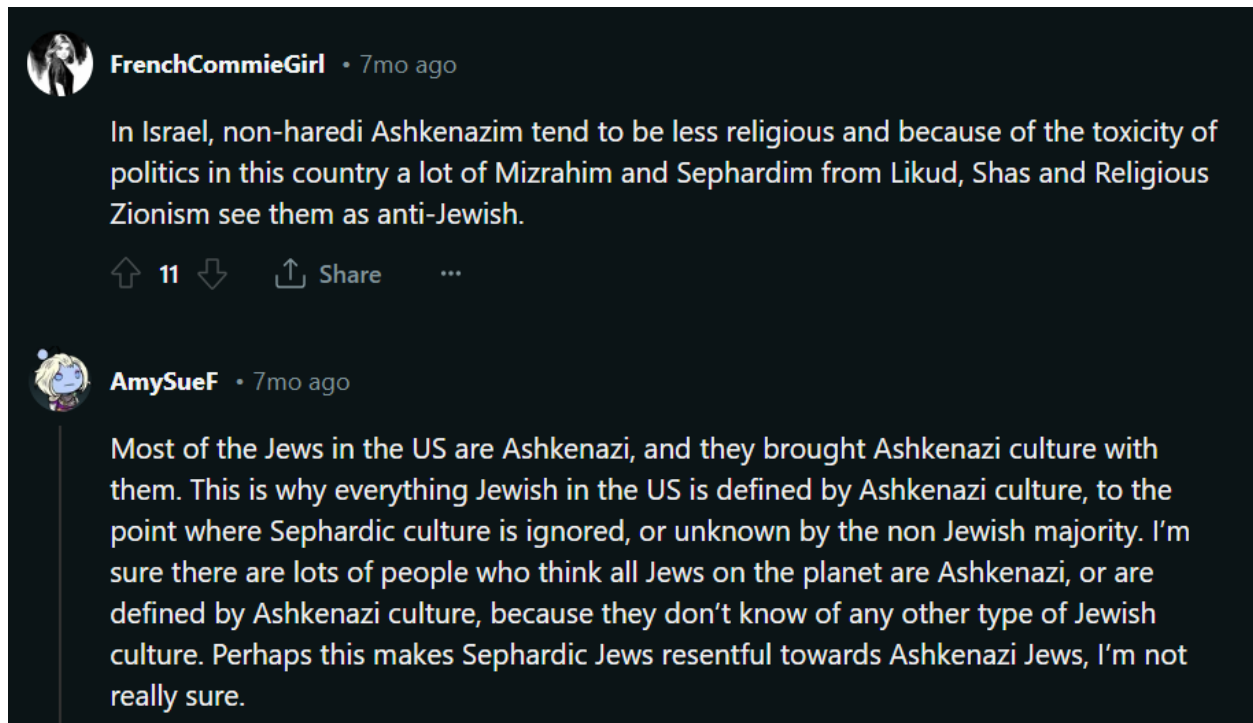 FrenchCommieGirl • 7mo ago
In Israel, non-haredi Ashkenazim tend to be less religious and because of the toxicity of
politics in this country a lot of Mizrahim and Sephardim from Likud, Shas and Religious
Zionism see them as anti-Jewish.
11 Share ...
AmySueF • 7mo ago
Most of the Jews in the US are Ashkenazi, and they brought Ashkenazi culture with
them. This is why everything Jewish in the US is defined by Ashkenazi culture, to the
point where Sephardic culture is ignored, or unknown by the non Jewish majority. I’m
sure there are lots of people who think all Jews on the planet are Ashkenazi, or are
defined by Ashkenazi culture, because they don’t know of any other type of Jewish
culture. Perhaps this makes Sephardic Jews resentful towards Ashkenazi Jews, I’m not
really sure.